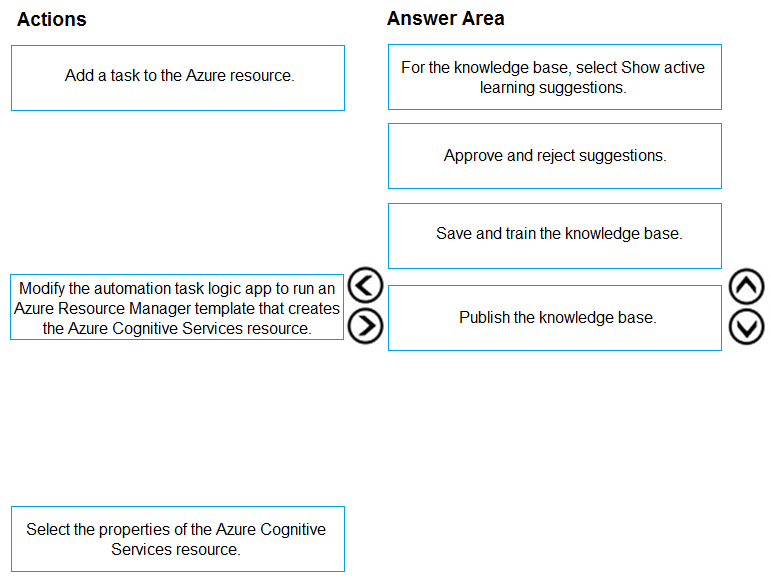 Actions
Add a task to the Azure resource.
Modify the automation task logic app to run an
Azure Resource Manager template that creates
the Azure Cognitive Services resource.
Select the properties of the Azure Cognitive
Services resource.
Answer Area
For the knowledge base, select Show active
learning suggestions.
Approve and reject suggestions.
Save and train the knowledge base.
Publish the knowledge base.